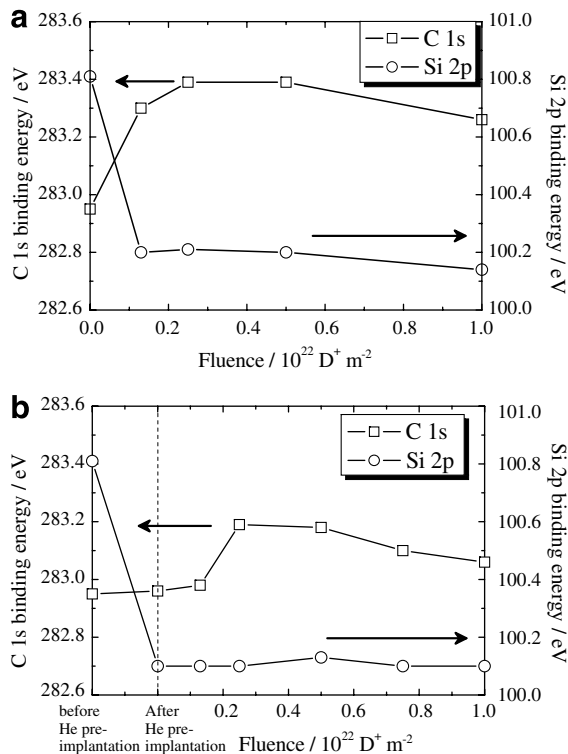 a
283.6
283.4
283.2
283.0
282.8
282.6
C 1s binding energy / eV
101.0
100.8
100.6
100.4
100.2
100.0
Si 2p binding energy / eV
C 1s
Si 2p
0.0 0.2 0.4 0.6 0.8 1.0
Fluence / 10²² D⁺ m⁻²
b
283.6
283.4
283.2
283.0
282.8
282.6
C 1s binding energy / eV
101.0
100.8
100.6
100.4
100.2
100.0
Si 2p binding energy / eV
C 1s
Si 2p
before
He pre-
implantation
After
He pre-
implantation
0.2 0.4 0.6 0.8 1.0
Fluence / 10²² D⁺ m⁻²